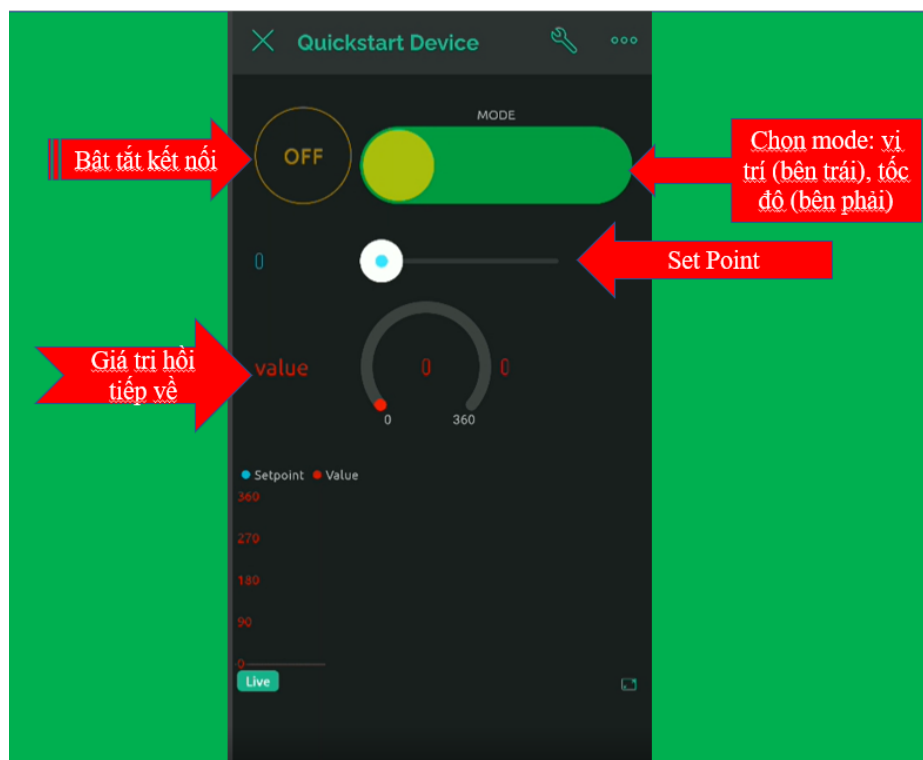 Quickstart Device
MODE
OFF
Bật tắt kết nối
Chọn mode: vị
trí (bên trái), tốc
độ (bên phải)
0
Set Point
Giá trị hồi
tiếp về
value
0
0
0
360
Setpoint
Value
360
270
180
90
0
Live